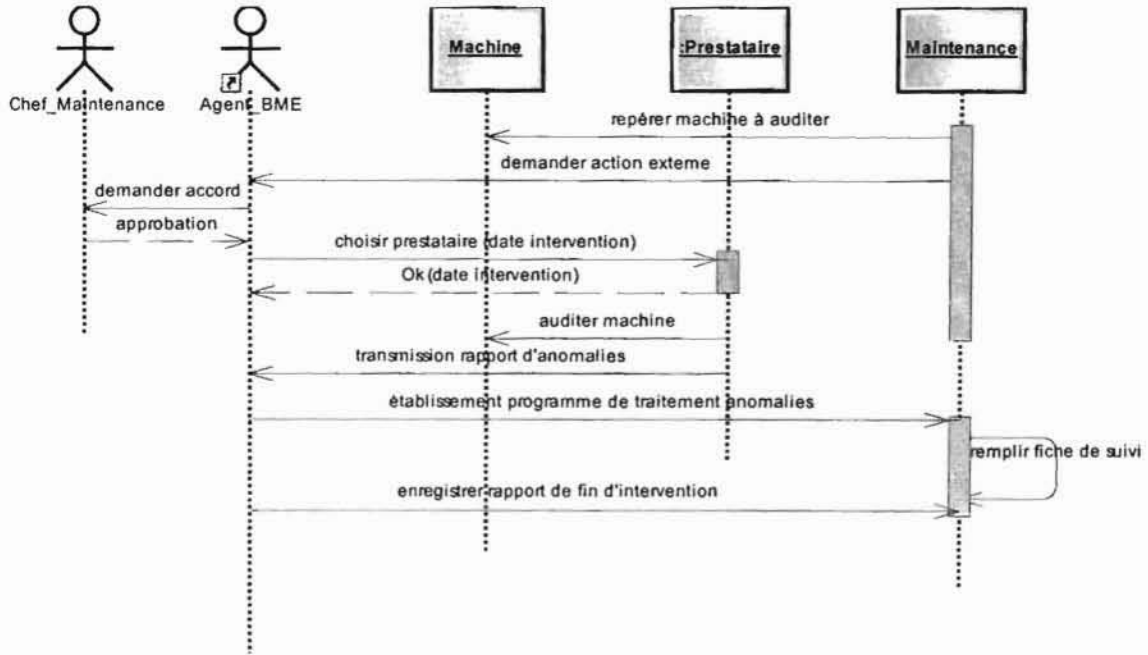 Machine
:Prestataire
Maintenance
Chef_Maintenance
Agent_BME
repérer machine à auditer
demander action externe
demander accord
approbation
choisir prestataire (date intervention)
Ok (date intervention)
auditer machine
transmission rapport d'anomalies
établissement programme de traitement anomalies
remplir fiche de suivi
enregistrer rapport de fin d'intervention